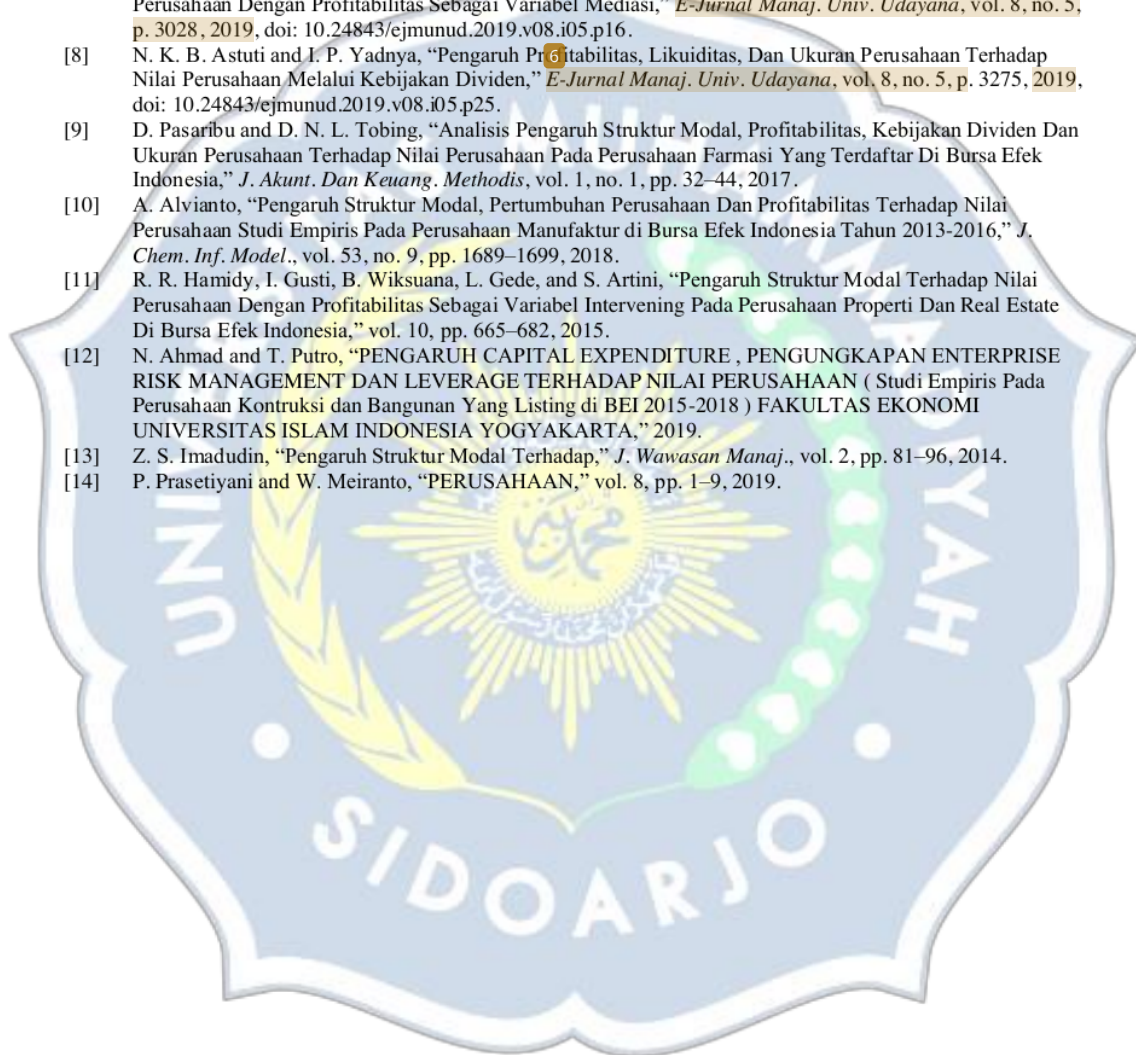 Perusahaan Dengan Profitabilitas Sebagai Variabel Mediasi,” E-Jurnal Manaj. Univ. Udayana, vol. 8, no. 5,
p. 3028, 2019, doi: 10.24843/ejmunud.2019.v08.i05.p16.
[8] N. K. B. Astuti and I. P. Yadnya, “Pengaruh Pr 6 itabilitas, Likuiditas, Dan Ukuran Perusahaan Terhadap
Nilai Perusahaan Melalui Kebijakan Dividen,” E-Jurnal Manaj. Univ. Udayana, vol. 8, no. 5, p. 3275, 2019,
doi: 10.24843/ejmunud.2019.v08.i05.p25.
[9] D. Pasaribu and D. N. L. Tobing, “Analisis Pengaruh Struktur Modal, Profitabilitas, Kebijakan Dividen Dan
Ukuran Perusahaan Terhadap Nilai Perusahaan Pada Perusahaan Farmasi Yang Terdaftar Di Bursa Efek
Indonesia,” J. Akunt. Dan Keuang. Methodis, vol. 1, no. 1, pp. 32–44, 2017.
[10] A. Alvianto, “Pengaruh Struktur Modal, Pertumbuhan Perusahaan Dan Profitabilitas Terhadap Nilai
Perusahaan Studi Empiris Pada Perusahaan Manufaktur di Bursa Efek Indonesia Tahun 2013-2016,” J.
Chem. Inf. Model., vol. 53, no. 9, pp. 1689–1699, 2018.
[11] R. R. Hamidy, I. Gusti, B. Wiksuana, L. Gede, and S. Artini, “Pengaruh Struktur Modal Terhadap Nilai
Perusahaan Dengan Profitabilitas Sebagai Variabel Intervening Pada Perusahaan Properti Dan Real Estate
Di Bursa Efek Indonesia,” vol. 10, pp. 665–682, 2015.
[12] N. Ahmad and T. Putro, “PENGARUH CAPITAL EXPENDITURE , PENGUNGKAPAN ENTERPRISE
RISK MANAGEMENT DAN LEVERAGE TERHADAP NILAI PERUSAHAAN ( Studi Empiris Pada
Perusahaan Kontruksi dan Bangunan Yang Listing di BEI 2015-2018 ) FAKULTAS EKONOMI
UNIVERSITAS ISLAM INDONESIA YOGYAKARTA,” 2019.
[13] Z. S. Imadudin, “Pengaruh Struktur Modal Terhadap,” J. Wawasan Manaj., vol. 2, pp. 81–96, 2014.
[14] P. Prasetiyani and W. Meiranto, “PERUSAHAAN,” vol. 8, pp. 1–9, 2019.
UNIVERSITAS MUHAMMADIYAH
SIDOARJO